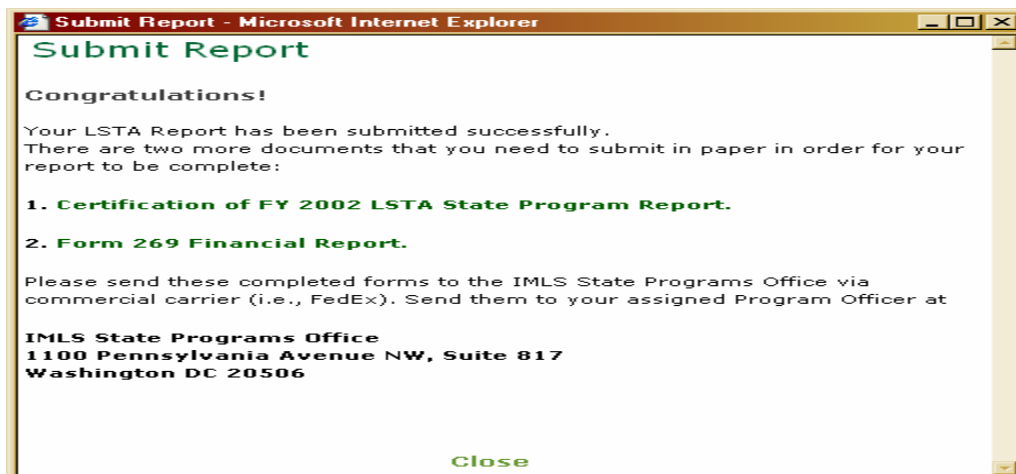 Submit Report - Microsoft Internet Explorer
Submit Report
Congratulations!
Your LSTA Report has been submitted successfully.
There are two more documents that you need to submit in paper in order for your
report to be complete:
1. Certification of FY 2002 LSTA State Program Report.
2. Form 269 Financial Report.
Please send these completed forms to the IMLS State Programs Office via
commercial carrier (i.e., FedEx). Send them to your assigned Program Officer at
IMLS State Programs Office
1100 Pennsylvania Avenue NW, Suite 817
Washington DC 20506
Close